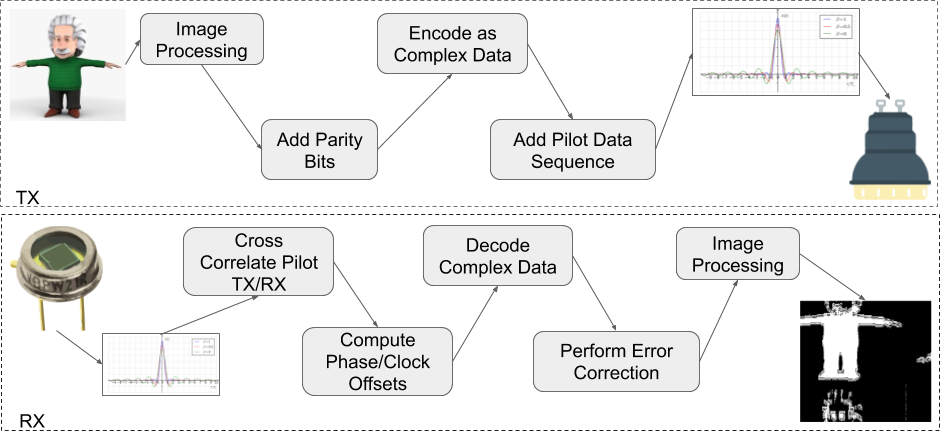 Image
Processing
Encode as
Complex Data
Add Parity
Bits
Add Pilot Data
Sequence
TX
Cross
Correlate Pilot
TX/RX
Decode
Complex Data
Image
Processing
Compute
Phase/Clock
Offsets
Perform Error
Correction
RX